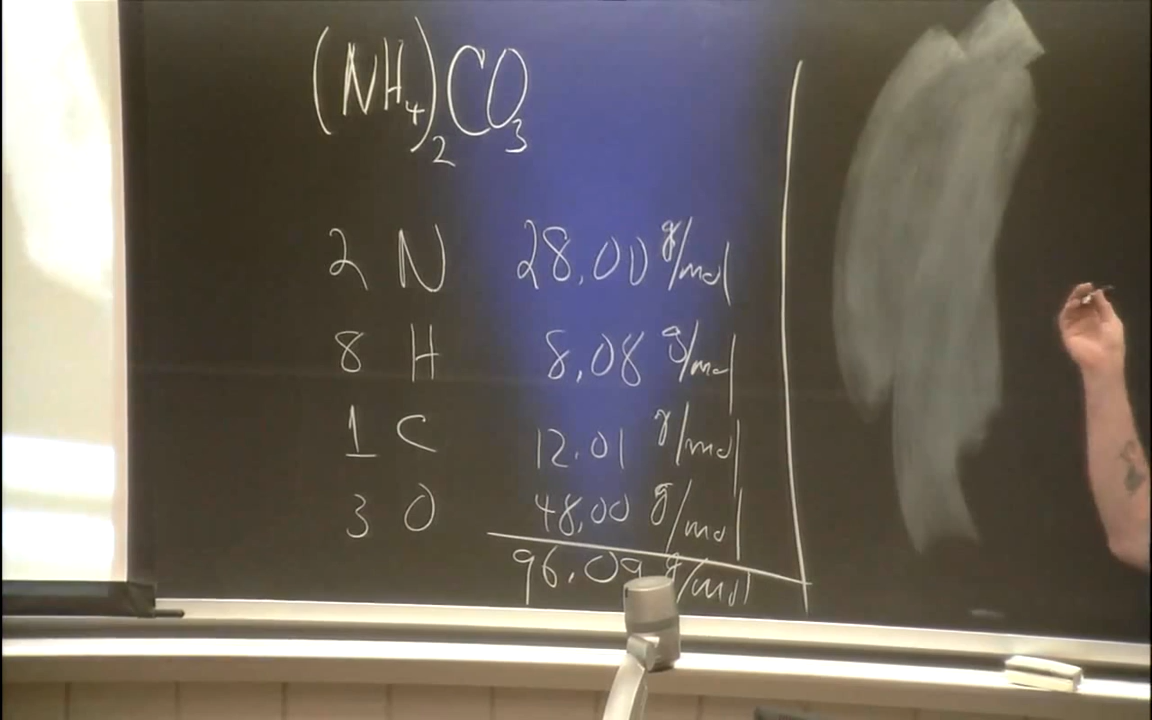 (NH₄)₂CO₃
2 N 28.00 g/mol
8 H 8.08 g/mol
1 C 12.01 g/mol
3 O 48.00 g/mol
96.09 g/mol